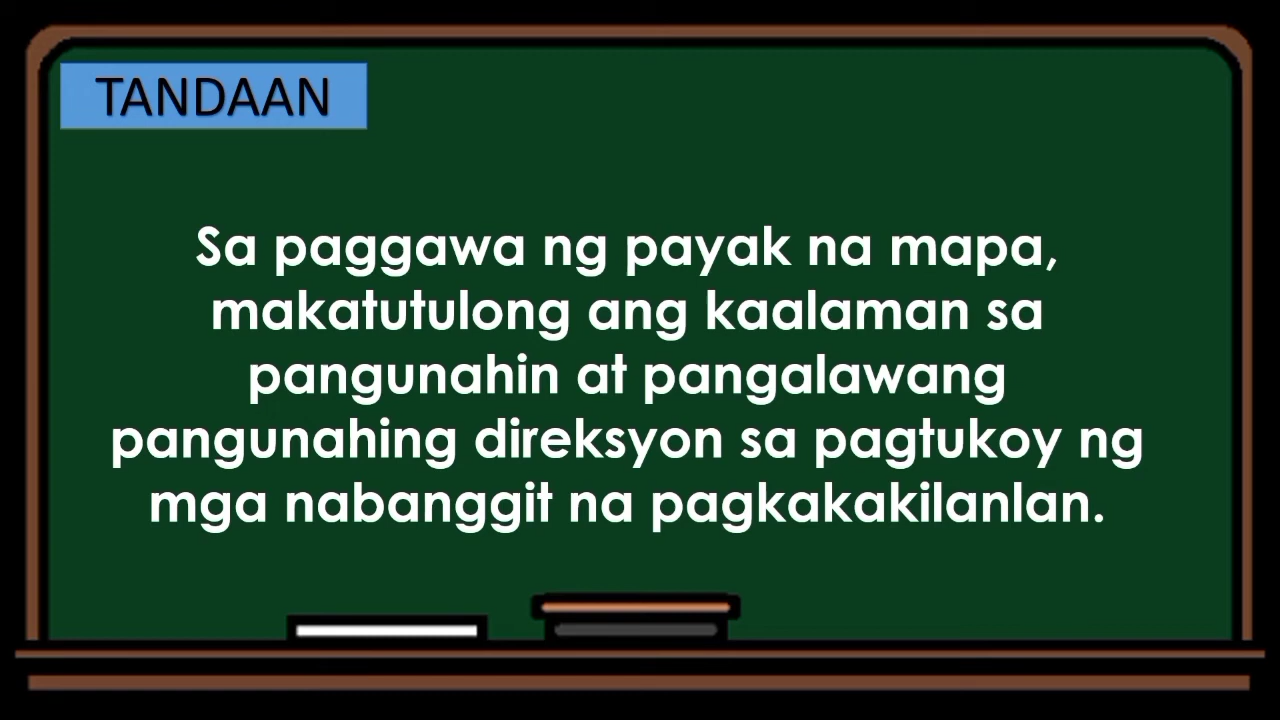 TANDAAN
Sa paggawa ng payak na mapa,
makatutulong ang kaalaman sa
pangunahin at pangalawang
pangunahing direksyon sa pagtukoy ng
mga nabanggit na pagkakakilanlan.